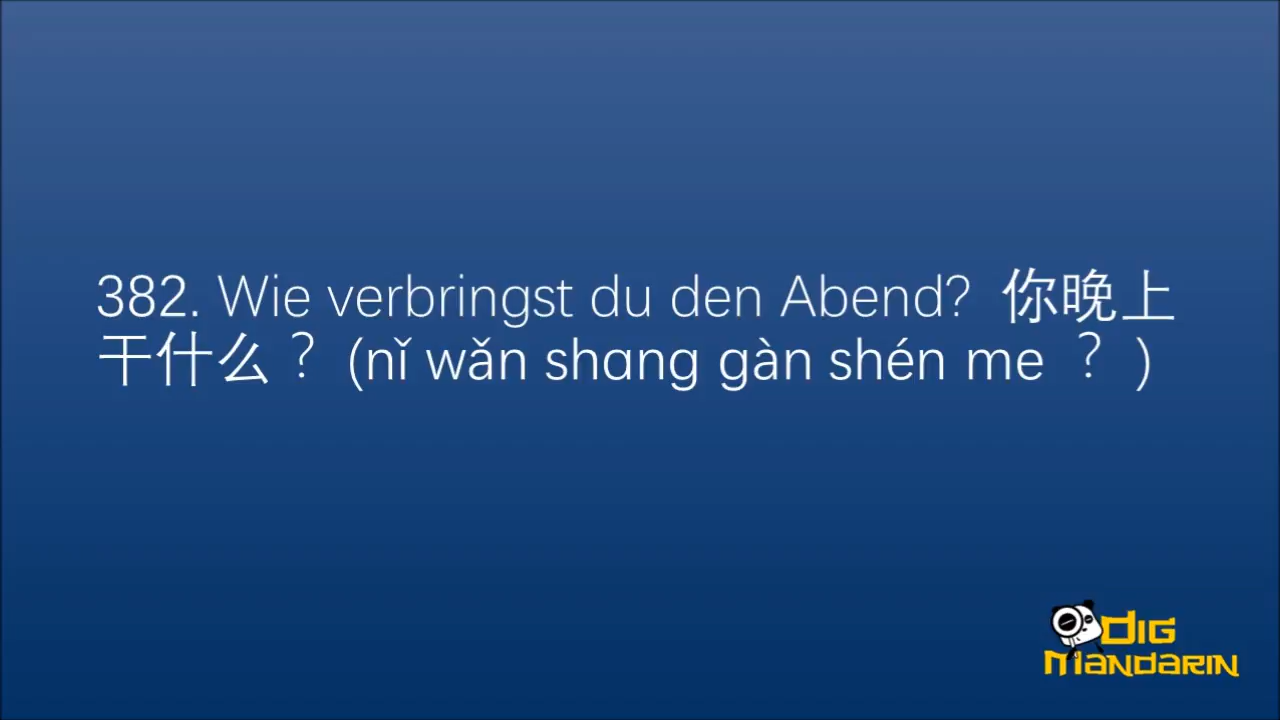 382. Wie verbringst du den Abend? 你晚上
干什么？ (nǐ wǎn shɑng gàn shén me ？ )
DIG
MANDARIN